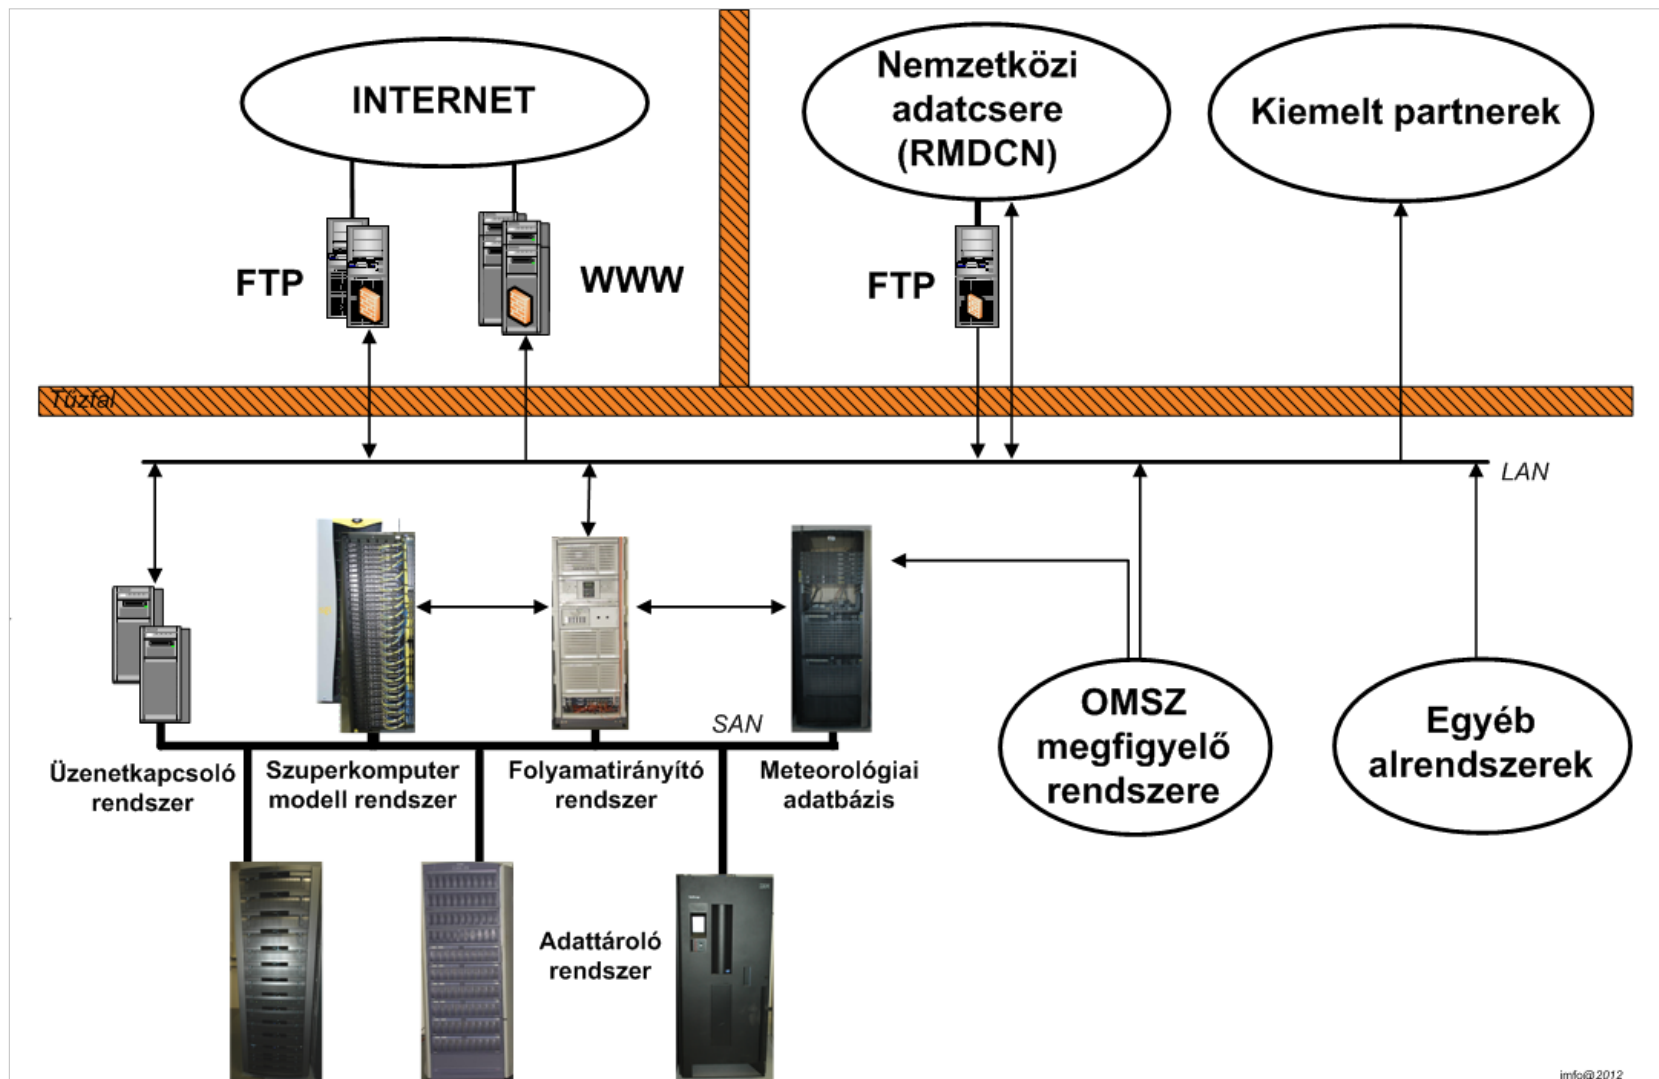 INTERNET
Nemzetközi
adatcsere
(RMDCN)
Kiemelt partnerek
FTP
WWW
FTP
Tűzfal
LAN
SAN
Üzenetkapcsoló
rendszer
Szuperkomputer
modell rendszer
Folyamatirányító
rendszer
Meteorológiai
adatbázis
OMSZ
megfigyelő
rendszere
Egyéb
alrendszerek
Adattároló
rendszer
imfo@2012